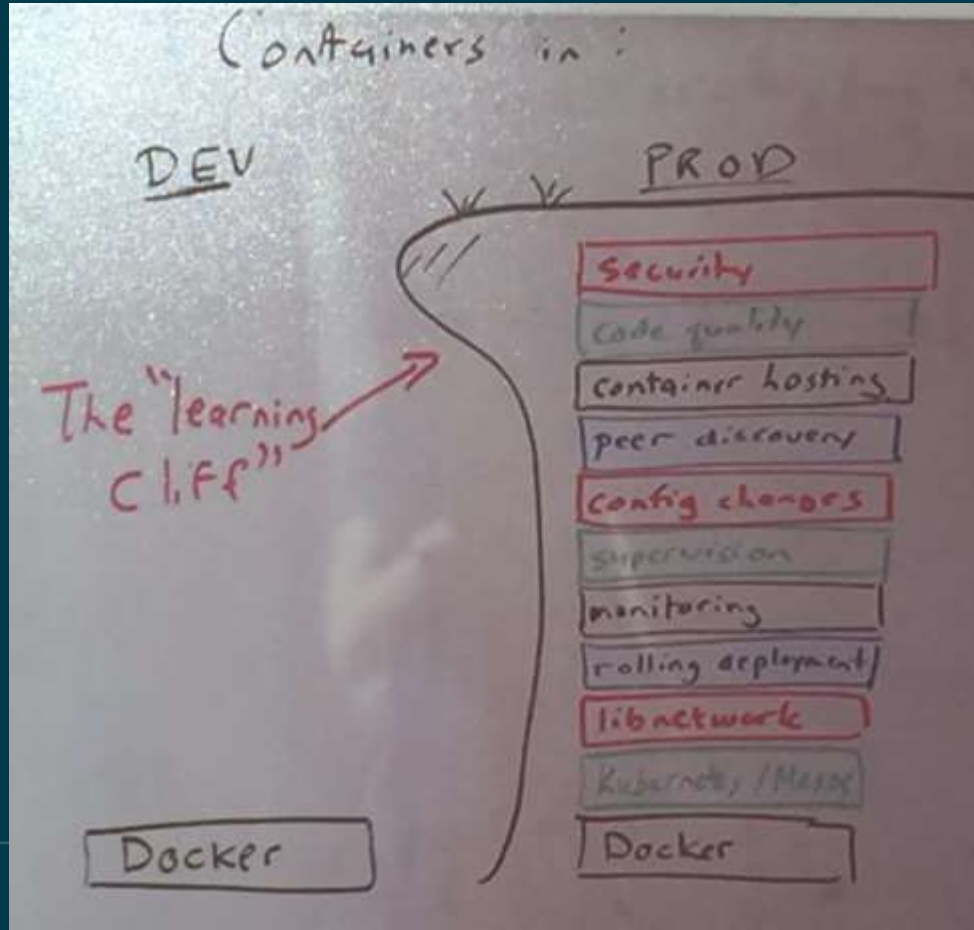 Containers in :
DEV
PROD
The "learning
Cliff"
security
code quality
container hosting
peer discovery
config changes
supervision
monitoring
rolling deployment
libnetwork
Kubernetes/Mesos
Docker
Docker